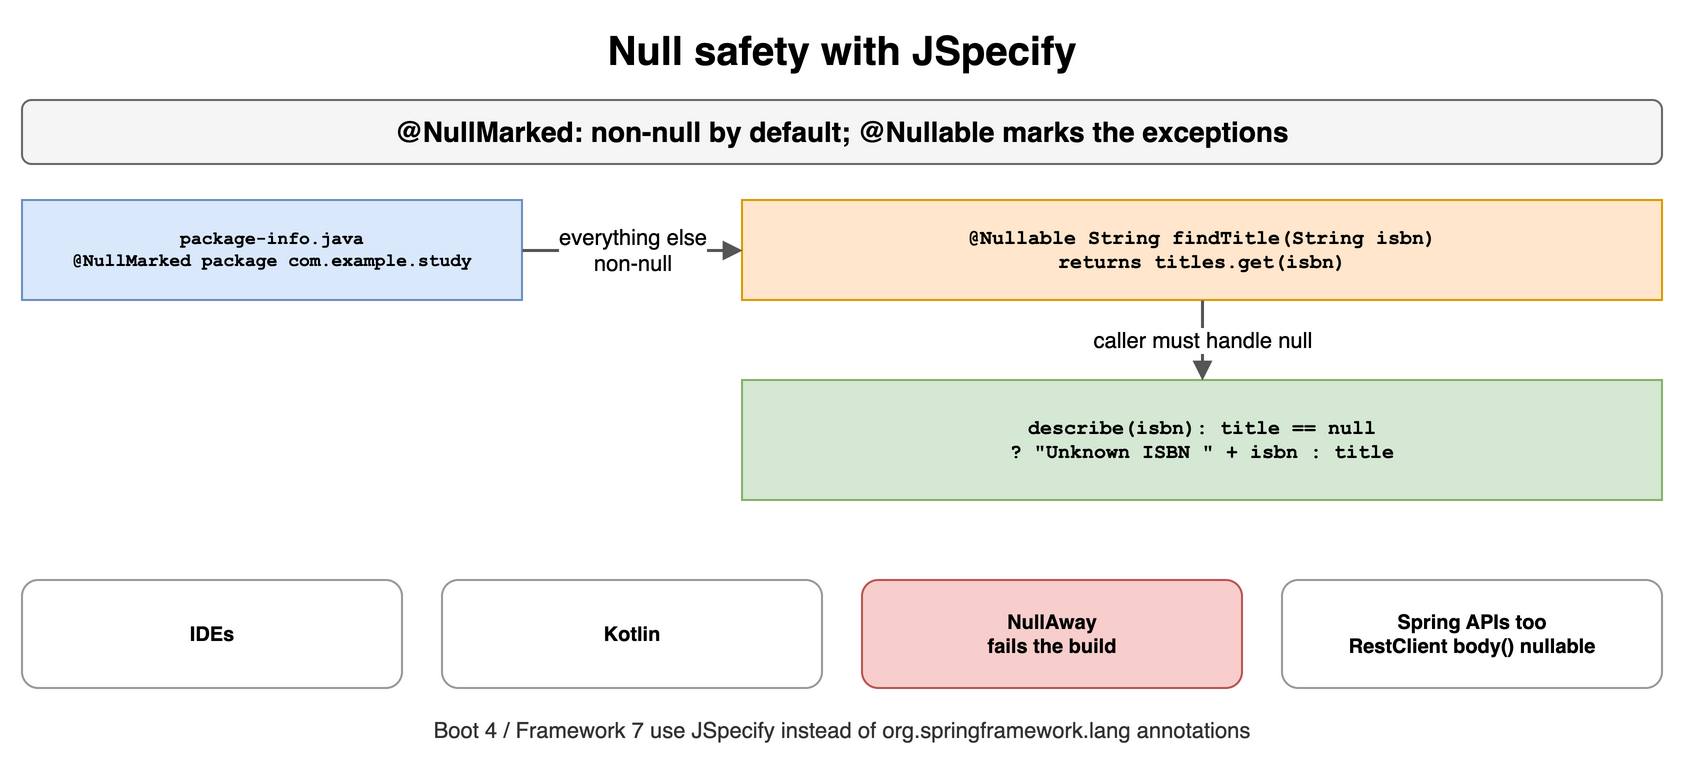 Null safety with JSpecify
@NullMarked: non-null by default; @Nullable marks the exceptions
package-info.java
@NullMarked package com.example.study
everything else
non-null
@Nullable String findTitle(String isbn)
returns titles.get(isbn)
caller must handle null
describe(isbn): title == null
? "Unknown ISBN " + isbn : title
IDEs
Kotlin
NullAway
fails the build
Spring APIs too
RestClient body() nullable
Boot 4 / Framework 7 use JSpecify instead of org.springframework.lang annotations